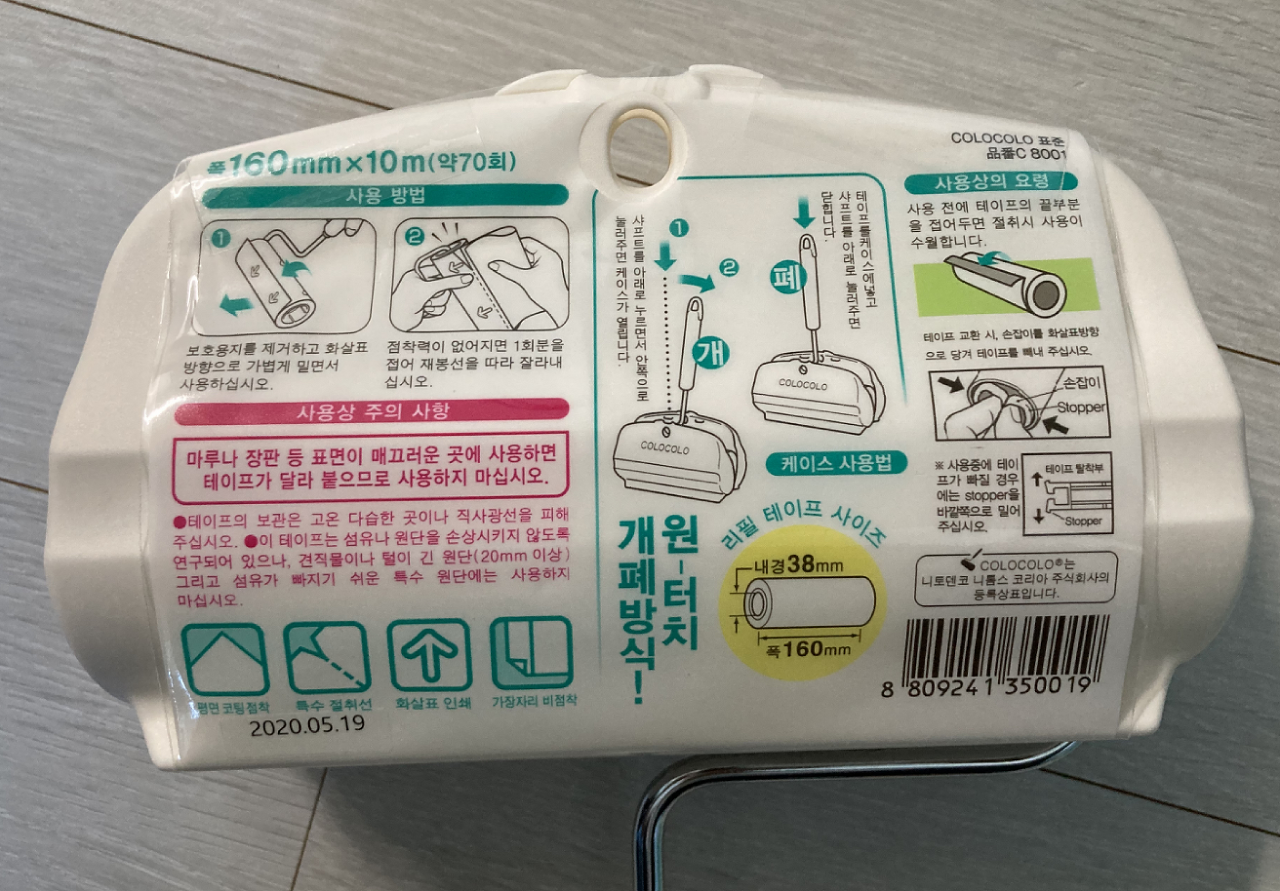 폭160mm×10m(약70회)
사용 방법
1
2
보호용지를 제거하고 화살표
방향으로 가볍게 밀면서
사용하십시오.
점착력이 없어지면 1회분을
접어 재봉선을 따라 잘라내
십시오.
사용상 주의 사항
마루나 장판 등 표면이 매끄러운 곳에 사용하면
테이프가 달라 붙으므로 사용하지 마십시오.
●테이프의 보관은 고온 다습한 곳이나 직사광선을 피해
주십시오. ●이 테이프는 섬유나 원단을 손상시키지 않도록
연구되어 있으나, 견직물이나 털이 긴 원단(20mm 이상)
그리고 섬유가 빠지기 쉬운 특수 원단에는 사용하지
마십시오.
평면 코팅점착
특수 절취선
화살표 인쇄
가장자리 비점착
2020.05.19
샤프트를 아래로 누르면서 안쪽으로
눌러주면 케이스가 열립니다.
1
2
개
COLOCOLO
테이프를케이스에넣고
샤프트를 아래로 눌러주면
닫힙니다.
폐
COLOCOLO
케이스 사용법
원-터치
개폐방식!
리필 테이프 사이즈
내경38mm
폭160mm
COLOCOLO 표준
品番C 8001
사용상의 요령
사용 전에 테이프의 끝부분
을 접어두면 절취시 사용이
수월합니다.
테이프 교환 시, 손잡이를 화살표방향
으로 당겨 테이프를 빼내 주십시오.
손잡이
Stopper
※ 사용중에 테이
프가 빠질 경우
에는 stopper을
바깥쪽으로 밀어
주십시오.
테이프 탈착부
Stopper
COLOCOLO®는
니토덴코 니톰스 코리아 주식회사의
등록상표입니다.
8 809241 350019